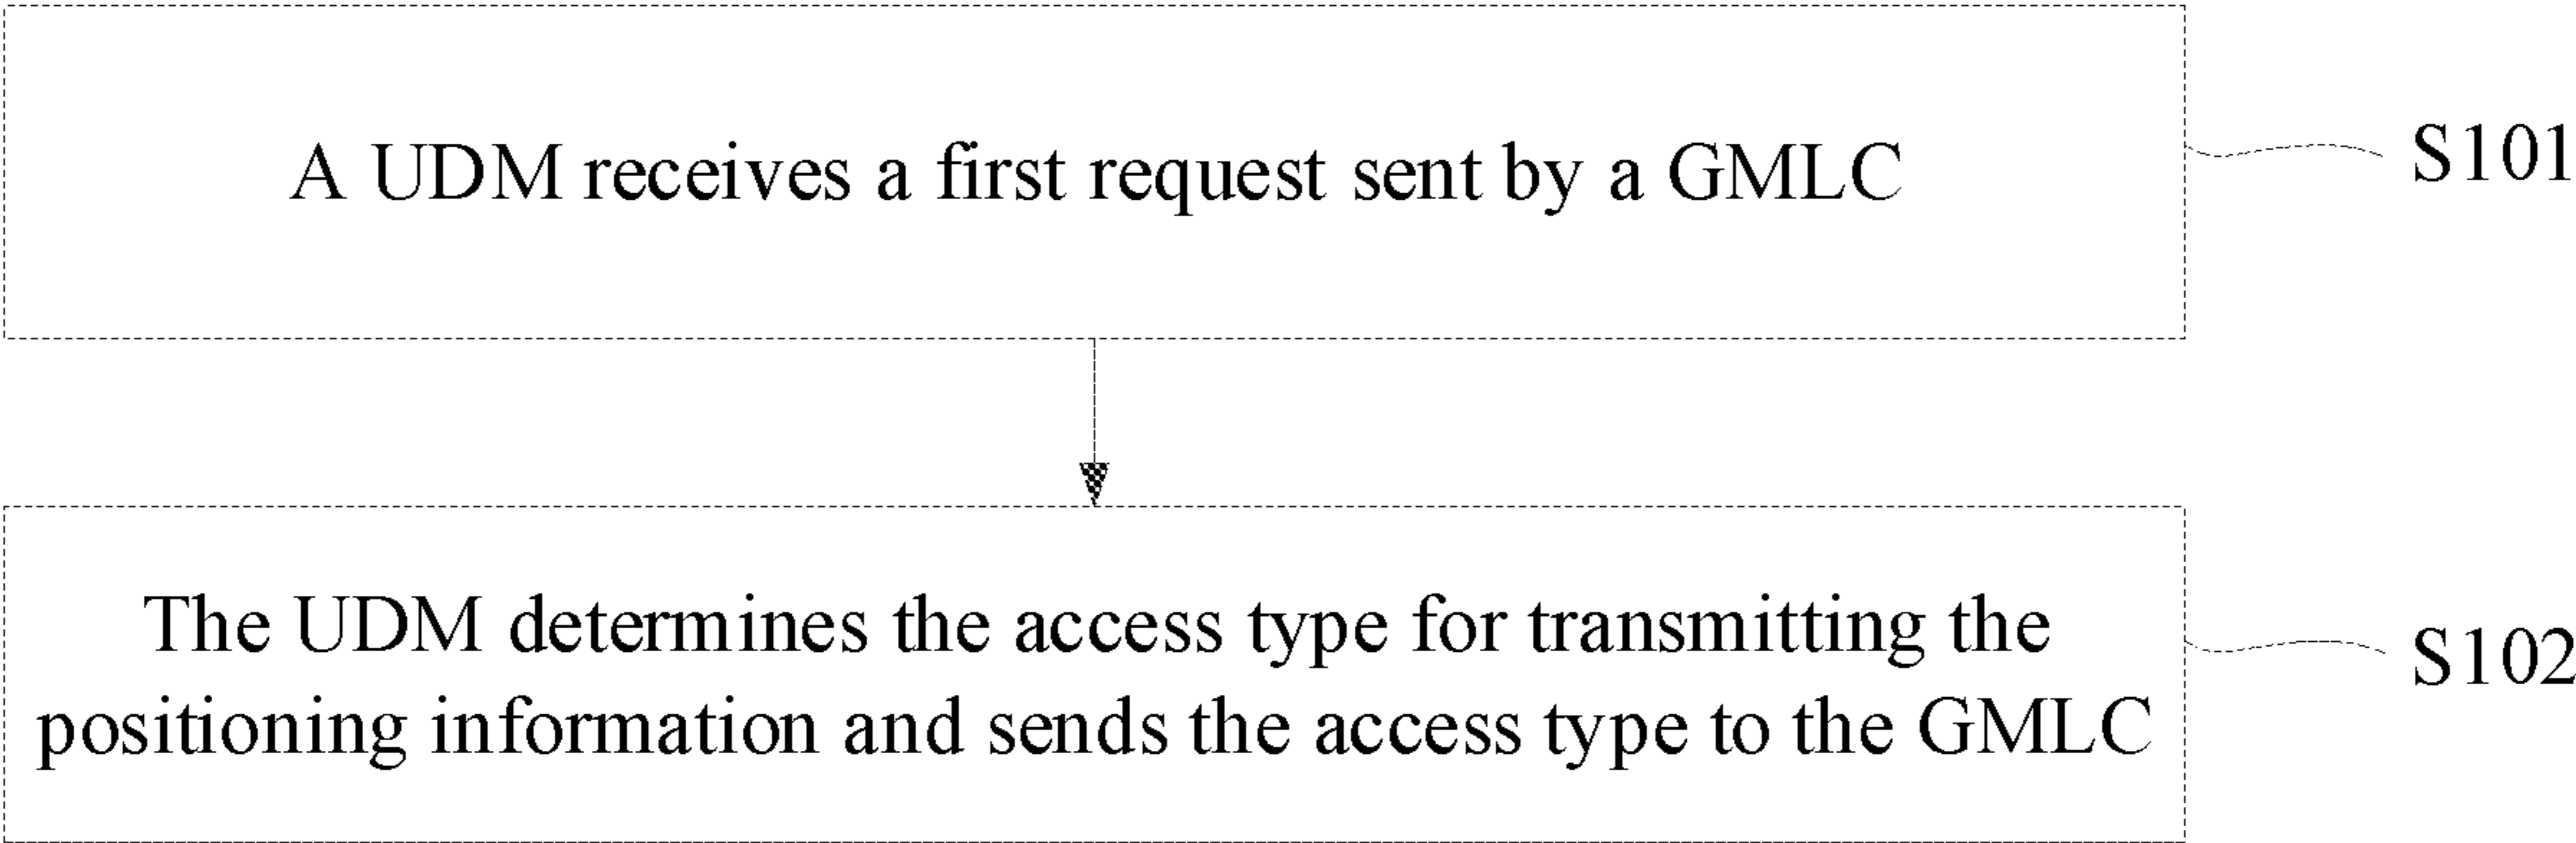 A UDM receives a first request sent by a GMLC
S101
The UDM determines the access type for transmitting the
positioning information and sends the access type to the GMLC
S102